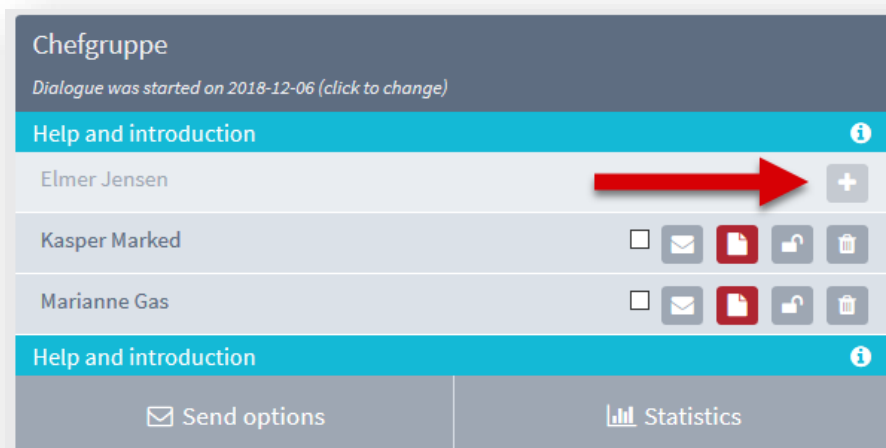 Chefgruppe
Dialogue was started on 2018-12-06 (click to change)
Help and introduction
Elmer Jensen
Kasper Marked
Marianne Gas
Help and introduction
Send options
Statistics